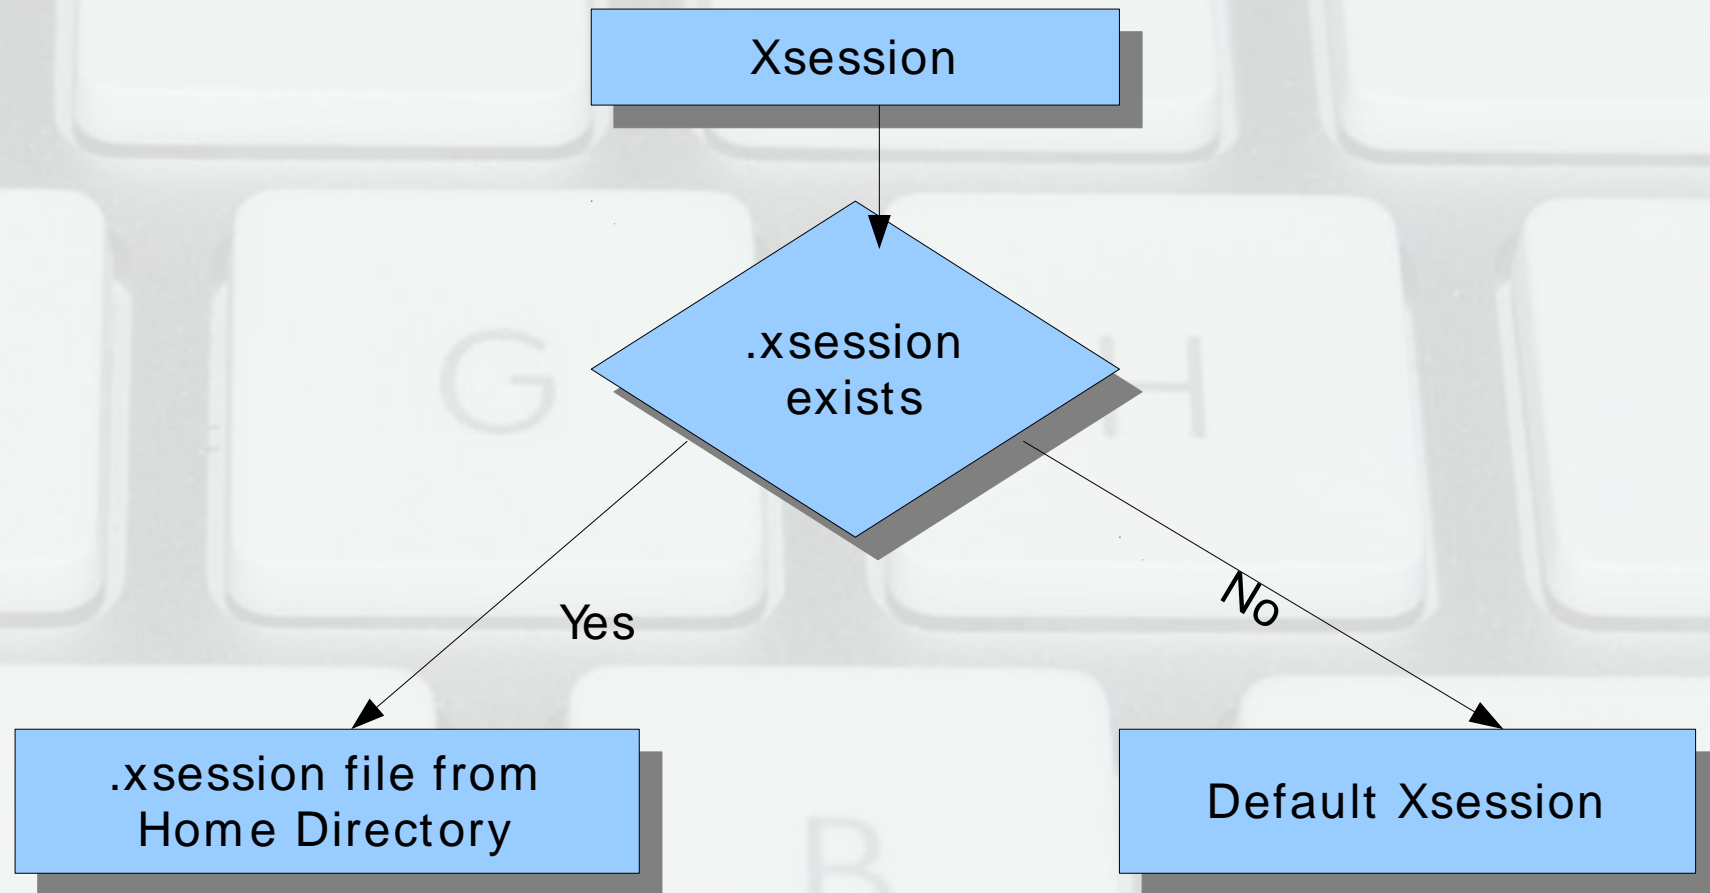 Xsession
.xsession
exists
Yes
No
.xsession file from
Home Directory
Default Xsession
G
H
B